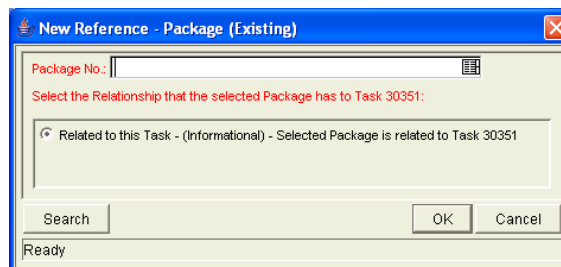 New Reference - Package (Existing)
Package No.:
Select the Relationship that the selected Package has to Task 30351:
Related to this Task - (Informational) - Selected Package is related to Task 30351
Search OK Cancel
Ready